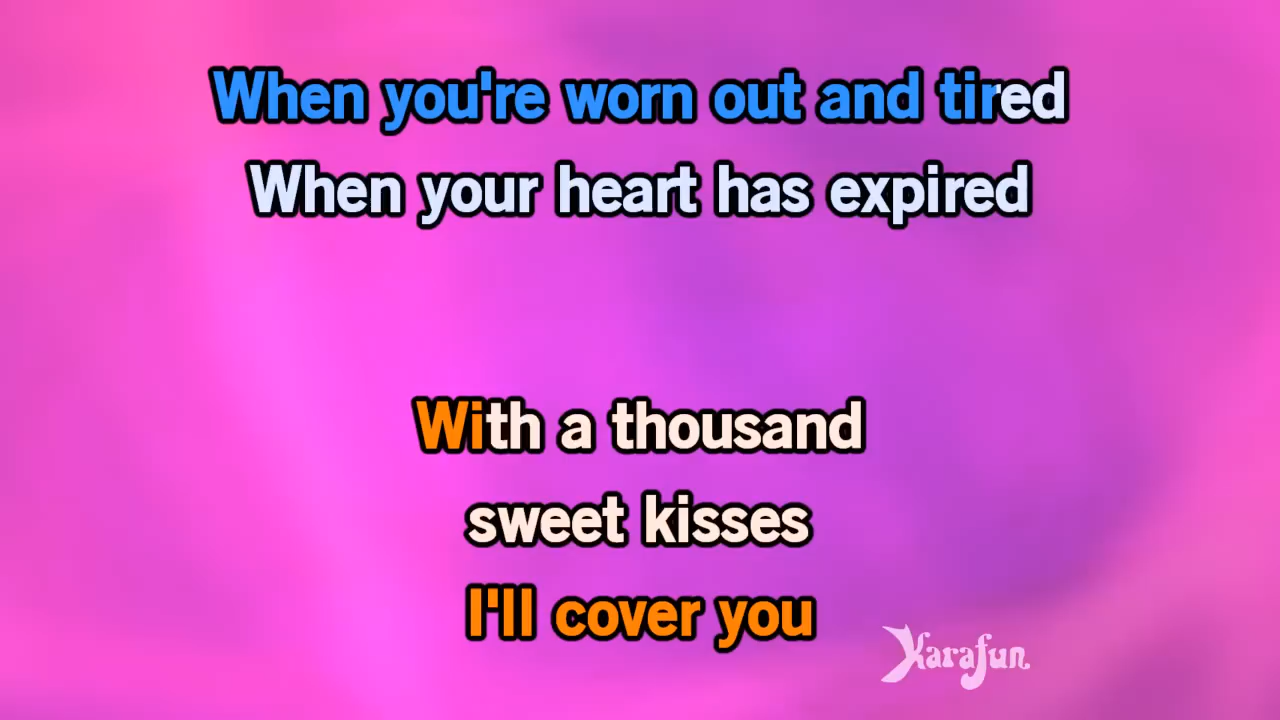 When you're worn out and tired
When your heart has expired
With a thousand
sweet kisses
I'll cover you
Karafun